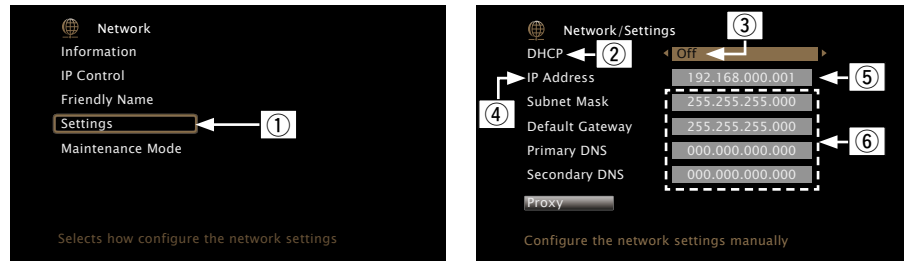 Network
Information
IP Control
Friendly Name
Settings
①
Maintenance Mode
Selects how configure the network settings
Network/Settings
③
DHCP ② Off
IP Address 192.168.000.001 ⑤
④
Subnet Mask 255.255.255.000
Default Gateway 255.255.255.000
⑥
Primary DNS 000.000.000.000
Secondary DNS 000.000.000.000
Proxy
Configure the network settings manually